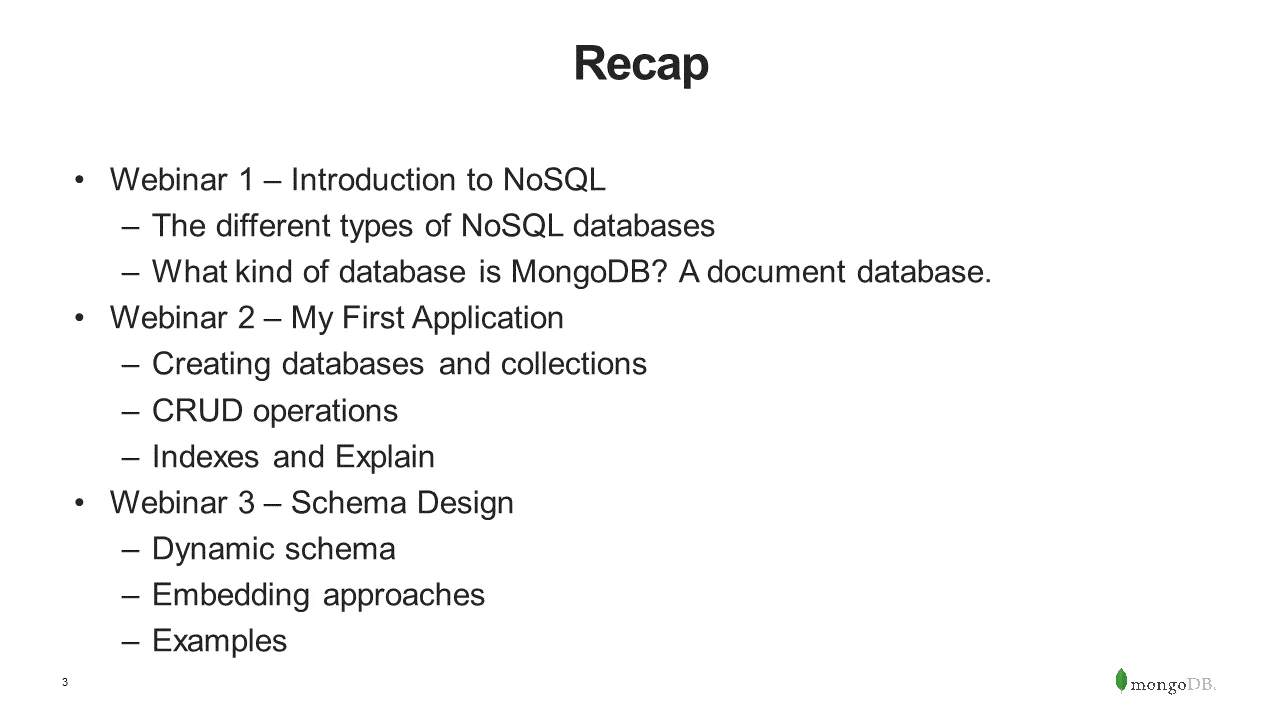 Recap
• Webinar 1 – Introduction to NoSQL
– The different types of NoSQL databases
– What kind of database is MongoDB? A document database.
• Webinar 2 – My First Application
– Creating databases and collections
– CRUD operations
– Indexes and Explain
• Webinar 3 – Schema Design
– Dynamic schema
– Embedding approaches
– Examples
3
mongoDB.